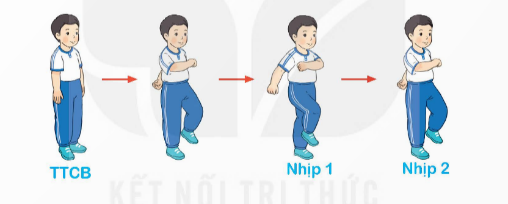 TTCB
Nhịp 1
Nhịp 2
KẾT NỐI TRI THỨC